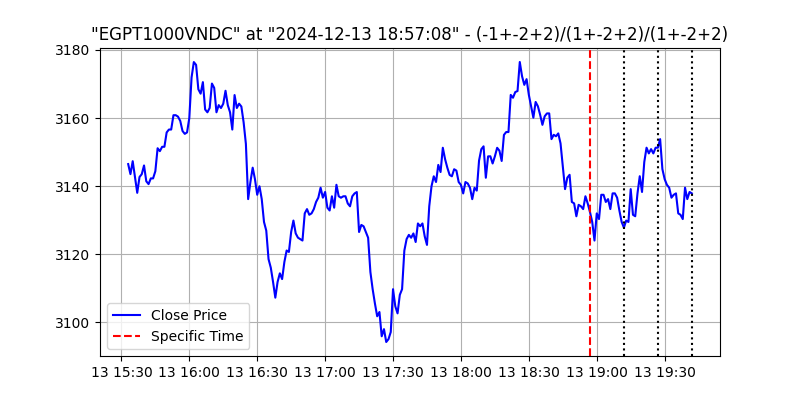 "EGPT1000VNDC" at "2024-12-13 18:57:08" - (-1+-2+2)/(1+-2+2)/(1+-2+2)
3180
3160
3140
3120
3100
Close Price
Specific Time
13 15:30 13 16:00 13 16:30 13 17:00 13 17:30 13 18:00 13 18:30 13 19:00 13 19:30